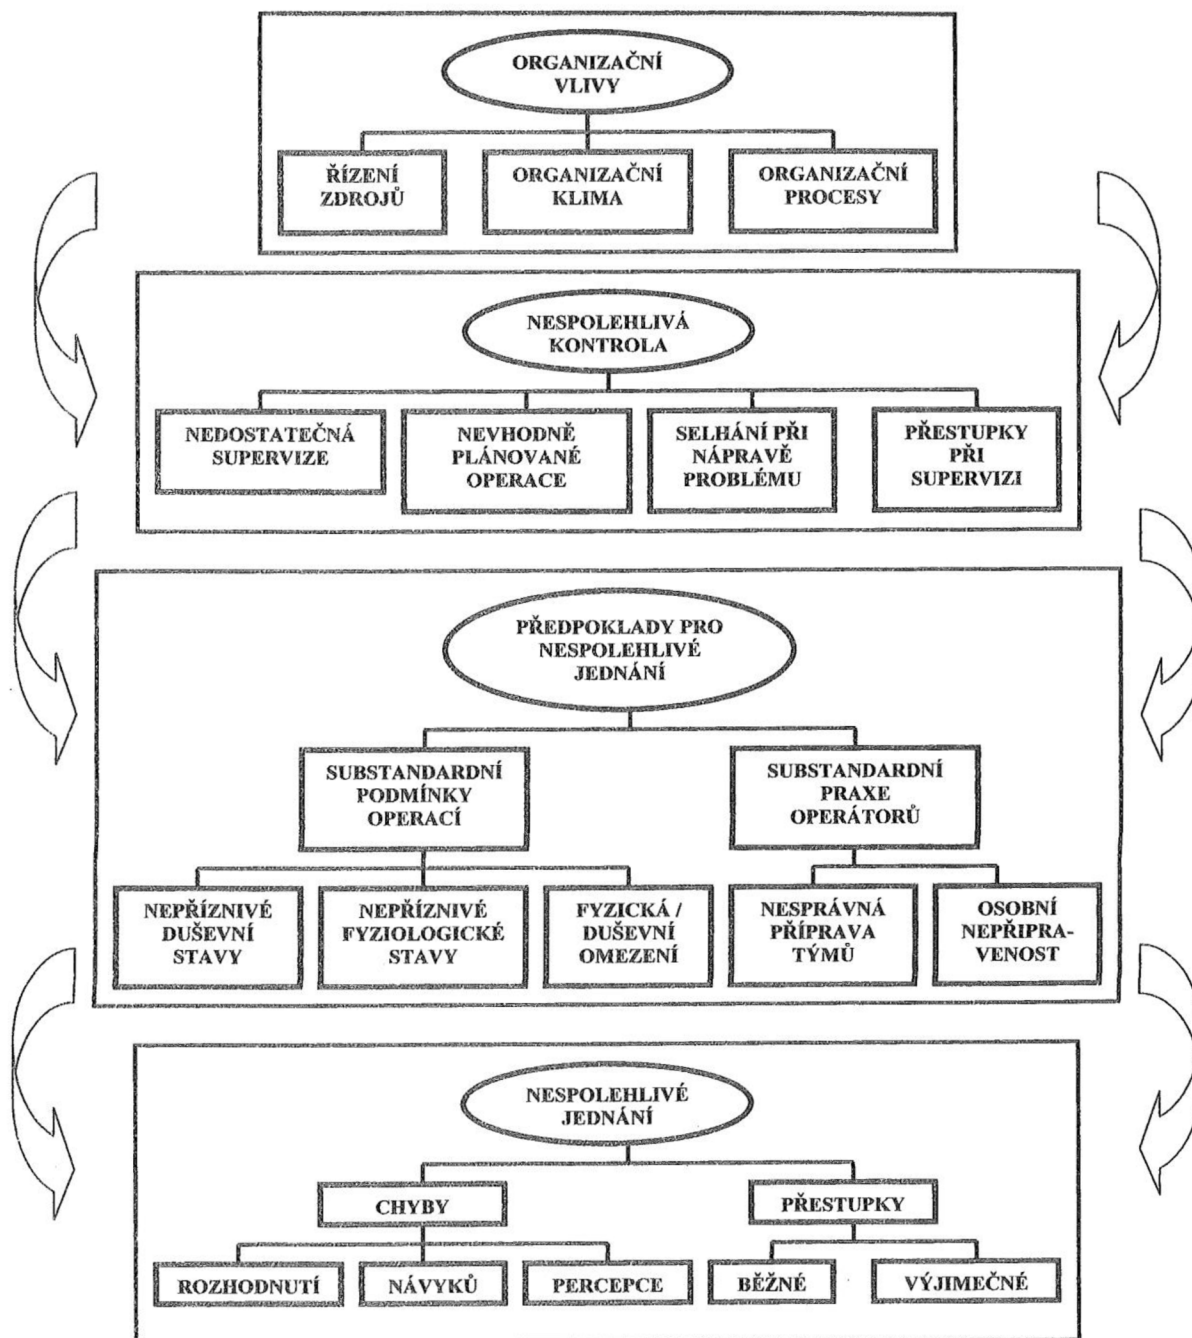 ORGANIZAČNÍ
VLIVY
ŘÍZENÍ
ZDROJŮ
ORGANIZAČNÍ
KLIMA
ORGANIZAČNÍ
PROCESY
NESPOLEHLIVÁ
KONTROLA
NEDOSTATEČNÁ
SUPERVIZE
NEVHODNĚ
PLÁNOVANÉ
OPERACE
SELHÁNÍ PŘI
NÁPRAVĚ
PROBLÉMU
PŘESTUPKY
PŘI
SUPERVIZI
PŘEDPOKLADY PRO
NESPOLEHLIVÉ
JEDNÁNÍ
SUBSTANDARDNÍ
PODMÍNKY
OPERACÍ
SUBSTANDARDNÍ
PRAXE
OPERÁTORŮ
NEPŘÍZNIVÉ
DUŠEVNÍ
STAVY
NEPŘÍZNIVÉ
FYZIOLOGICKÉ
STAVY
FYZICKÁ /
DUŠEVNÍ
OMEZENÍ
NESPRÁVNÁ
PŘÍPRAVA
TÝMŮ
OSOBNÍ
NEPŘIPRA-
VENOST
NESPOLEHLIVÉ
JEDNÁNÍ
CHYBY
PŘESTUPKY
ROZHODNUTÍ
NÁVYKŮ
PERCEPCE
BĚŽNÉ
VÝJIMEČNÉ